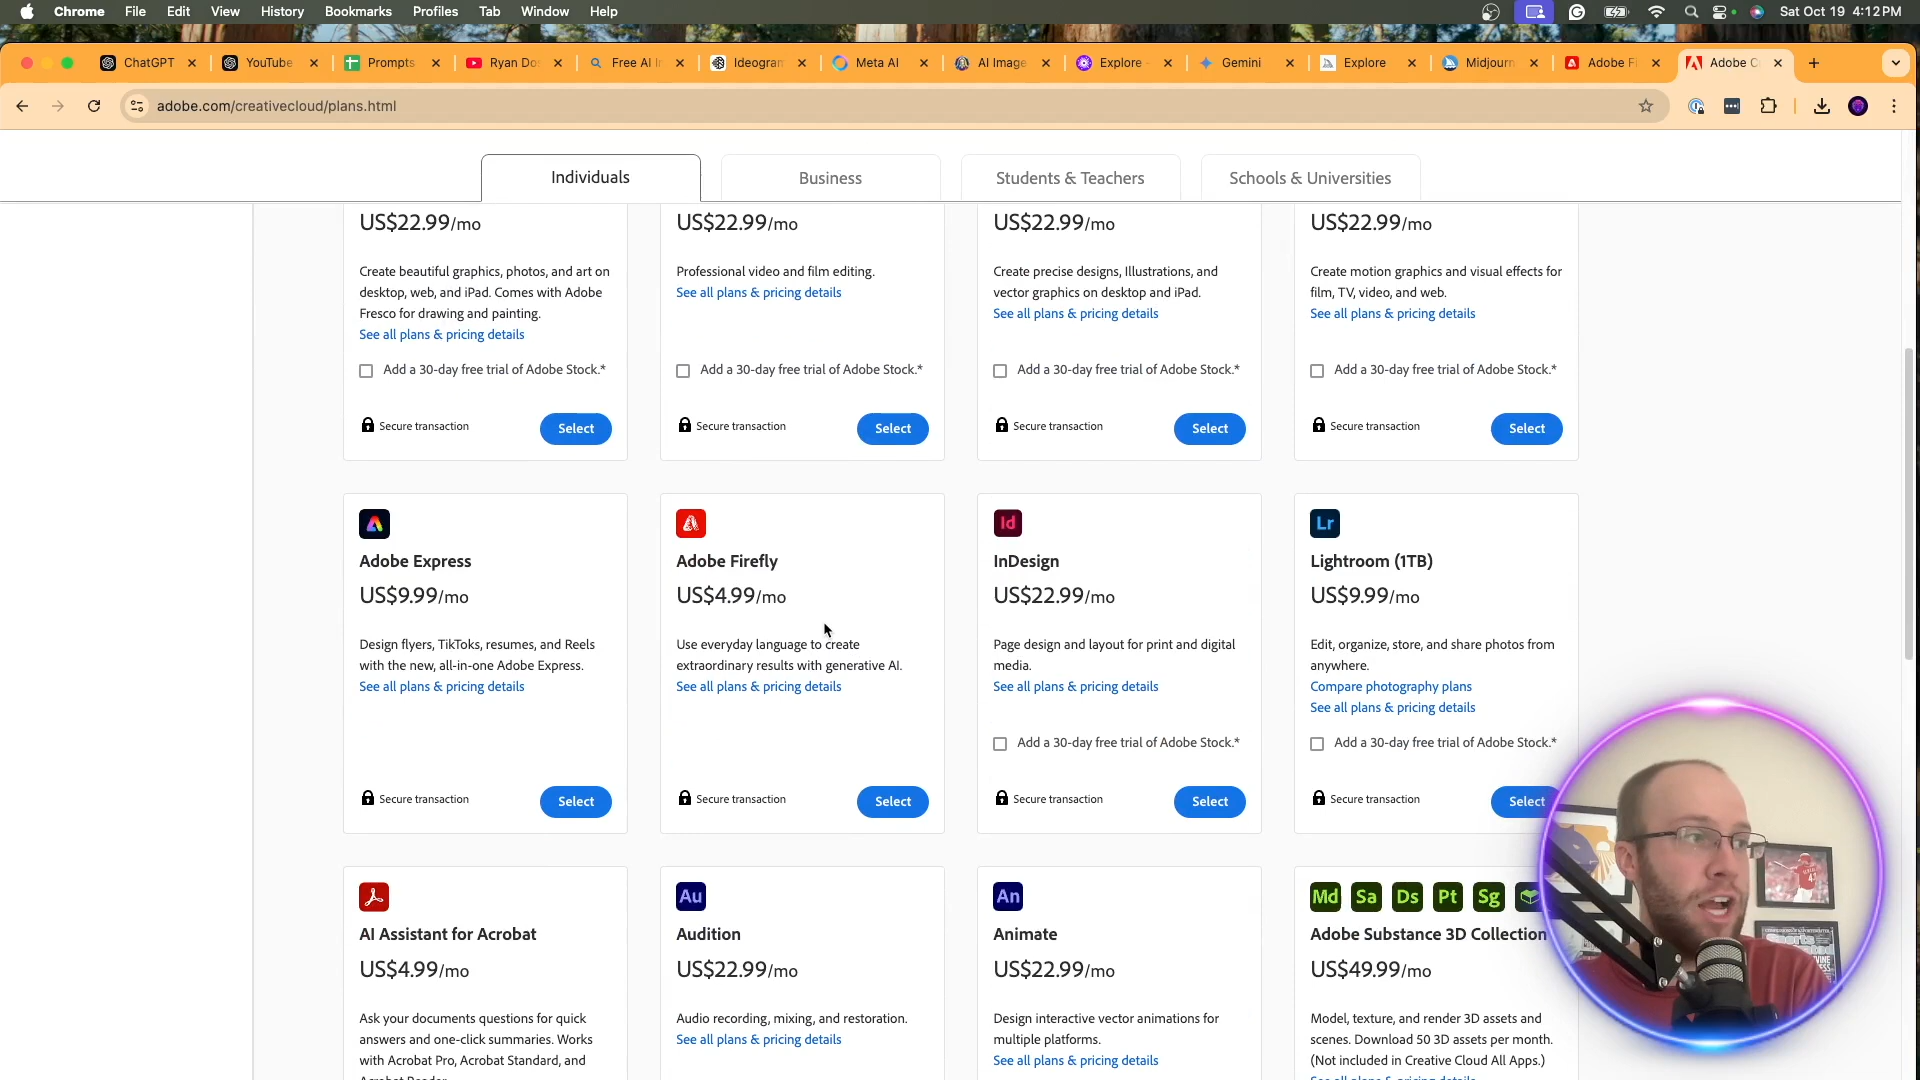 Chrome File Edit View History Bookmarks Profiles Tab Window Help Sat Oct 19 4:12 PM
ChatGPT YouTube Prompts Ryan Do Free AI Ideogran Meta AI AI Image Explore Gemini Explore Midjourn Adobe F Adobe C
adobe.com/creativecloud/plans.html
Individuals Business Students & Teachers Schools & Universities
US$22.99/mo
Create beautiful graphics, photos, and art on
desktop, web, and iPad. Comes with Adobe
Fresco for drawing and painting.
See all plans & pricing details
Add a 30-day free trial of Adobe Stock.*
Secure transaction Select
US$22.99/mo
Professional video and film editing.
See all plans & pricing details
Add a 30-day free trial of Adobe Stock.*
Secure transaction Select
US$22.99/mo
Create precise designs, Illustrations, and
vector graphics on desktop and iPad.
See all plans & pricing details
Add a 30-day free trial of Adobe Stock.*
Secure transaction Select
US$22.99/mo
Create motion graphics and visual effects for
film, TV, video, and web.
See all plans & pricing details
Add a 30-day free trial of Adobe Stock.*
Secure transaction Select
Adobe Express
US$9.99/mo
Design flyers, TikToks, resumes, and Reels
with the new, all-in-one Adobe Express.
See all plans & pricing details
Secure transaction Select
Adobe Firefly
US$4.99/mo
Use everyday language to create
extraordinary results with generative AI.
See all plans & pricing details
Secure transaction Select
Id
InDesign
US$22.99/mo
Page design and layout for print and digital
media.
See all plans & pricing details
Add a 30-day free trial of Adobe Stock.*
Secure transaction Select
Lr
Lightroom (1TB)
US$9.99/mo
Edit, organize, store, and share photos from
anywhere.
Compare photography plans
See all plans & pricing details
Add a 30-day free trial of Adobe Stock.*
Secure transaction Select
AI Assistant for Acrobat
US$4.99/mo
Ask your documents questions for quick
answers and one-click summaries. Works
with Acrobat Pro, Acrobat Standard, and
Acrobat Reader.
Au
Audition
US$22.99/mo
Audio recording, mixing, and restoration.
See all plans & pricing details
An
Animate
US$22.99/mo
Design interactive vector animations for
multiple platforms.
See all plans & pricing details
Md Sa Ds Pt Sg
Adobe Substance 3D Collection
US$49.99/mo
Model, texture, and render 3D assets and
scenes. Download 50 3D assets per month.
(Not included in Creative Cloud All Apps.)
See all plans & pricing details